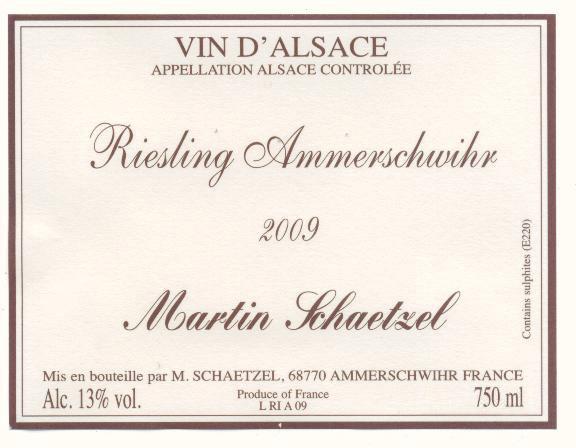 VIN D'ALSACE
APPELLATION ALSACE CONTROLÉE
Riesling Ammerschwihr
2009
Martin Schaetzel
Contains sulphites (E220)
Mis en bouteille par M. SCHAETZEL, 68770 AMMERSCHWIHR FRANCE
Alc. 13% vol.
Produce of France
L RI A 09
750 ml